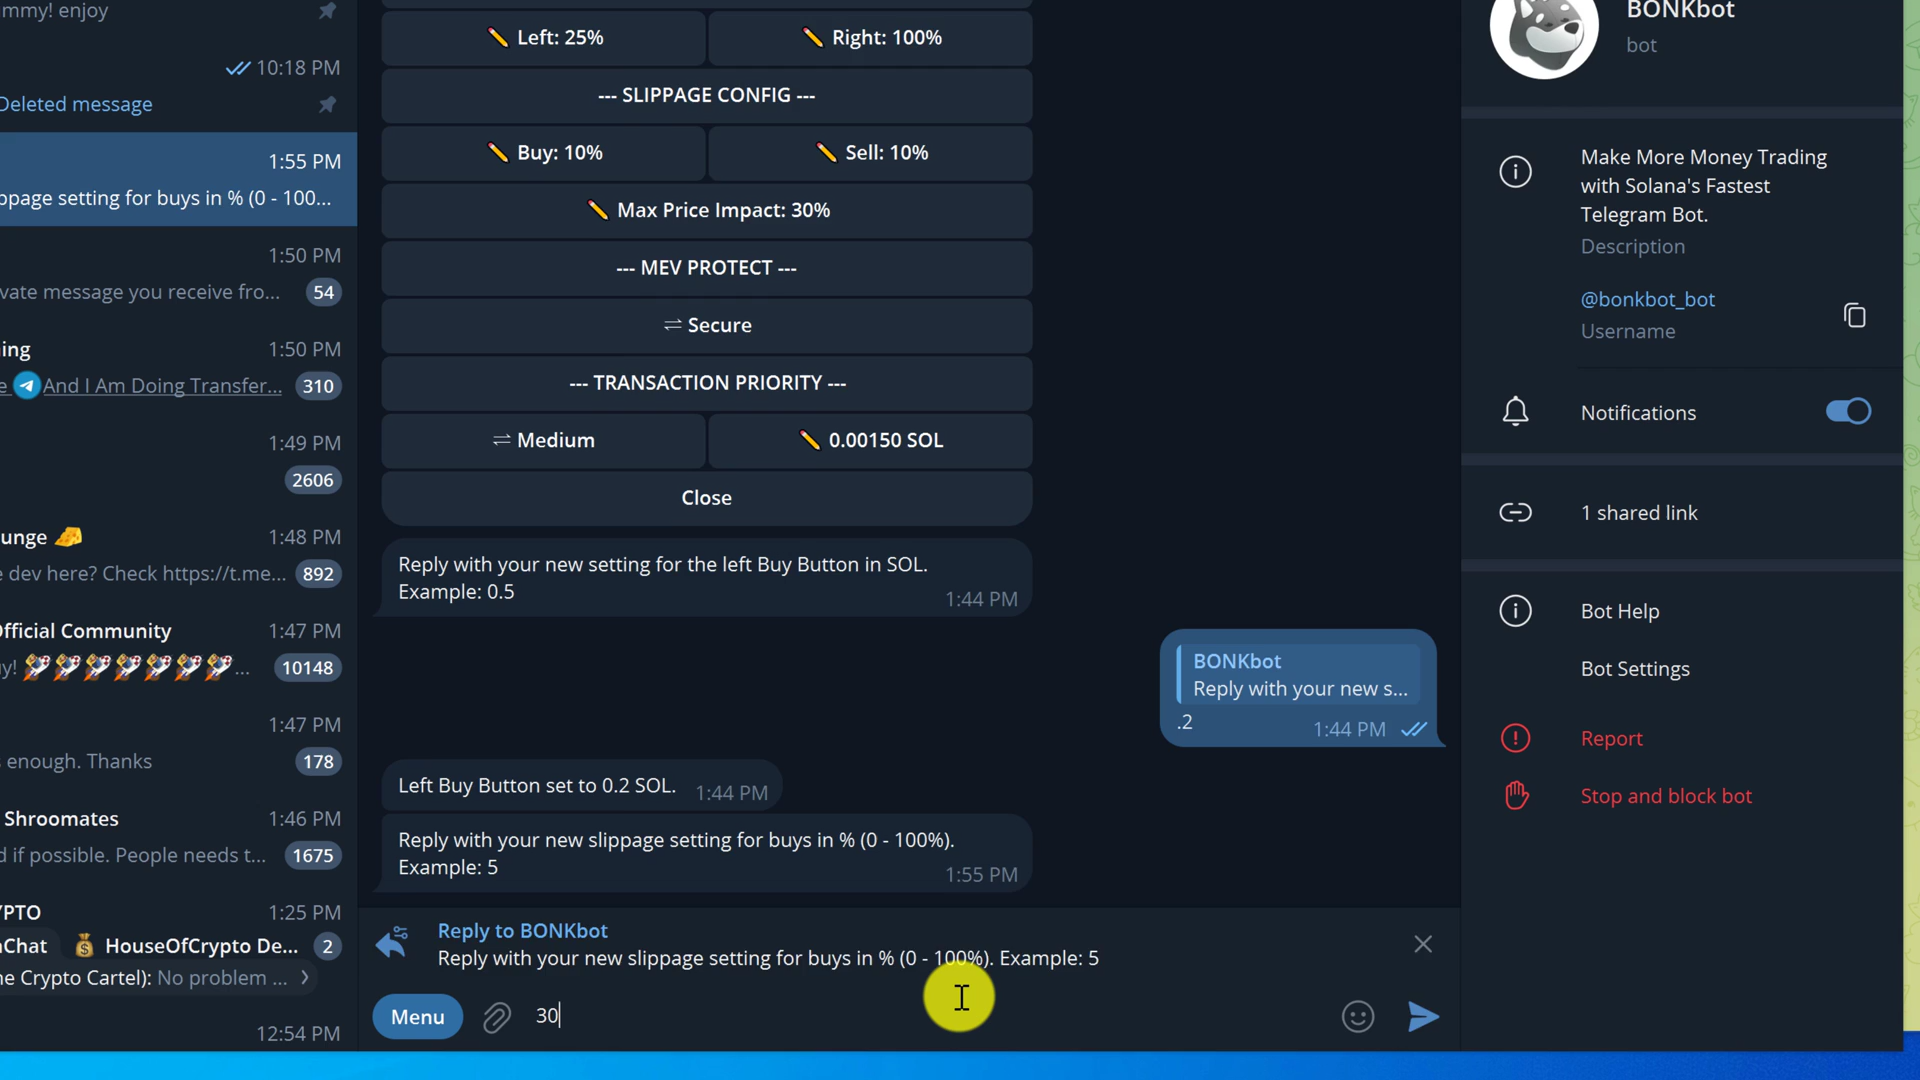 ummy! enjoy
10:18 PM
Deleted message
1:55 PM
ppage setting for buys in % (0 - 100...
1:50 PM
vate message you receive fro... 54
ing 1:50 PM
e And I Am Doing Transfer... 310
1:49 PM
2606
unge 1:48 PM
e dev here? Check https://t.me... 892
Official Community 1:47 PM
y! ... 10148
1:47 PM
s enough. Thanks 178
Shroomates 1:46 PM
d if possible. People needs t... 1675
PTO 1:25 PM
nChat HouseOfCrypto De... 2
ne Crypto Cartel): No problem ...
12:54 PM
Left: 25% Right: 100%
--- SLIPPAGE CONFIG ---
Buy: 10% Sell: 10%
Max Price Impact: 30%
--- MEV PROTECT ---
⇌ Secure
--- TRANSACTION PRIORITY ---
⇌ Medium 0.00150 SOL
Close
Reply with your new setting for the left Buy Button in SOL.
Example: 0.5 1:44 PM
BONKbot
Reply with your new s...
.2 1:44 PM
Left Buy Button set to 0.2 SOL. 1:44 PM
Reply with your new slippage setting for buys in % (0 - 100%).
Example: 5 1:55 PM
Reply to BONKbot
Reply with your new slippage setting for buys in % (0 - 100%). Example: 5
Menu 30
BONKbot
bot
Make More Money Trading
with Solana's Fastest
Telegram Bot.
Description
@bonkbot_bot
Username
Notifications
1 shared link
Bot Help
Bot Settings
Report
Stop and block bot